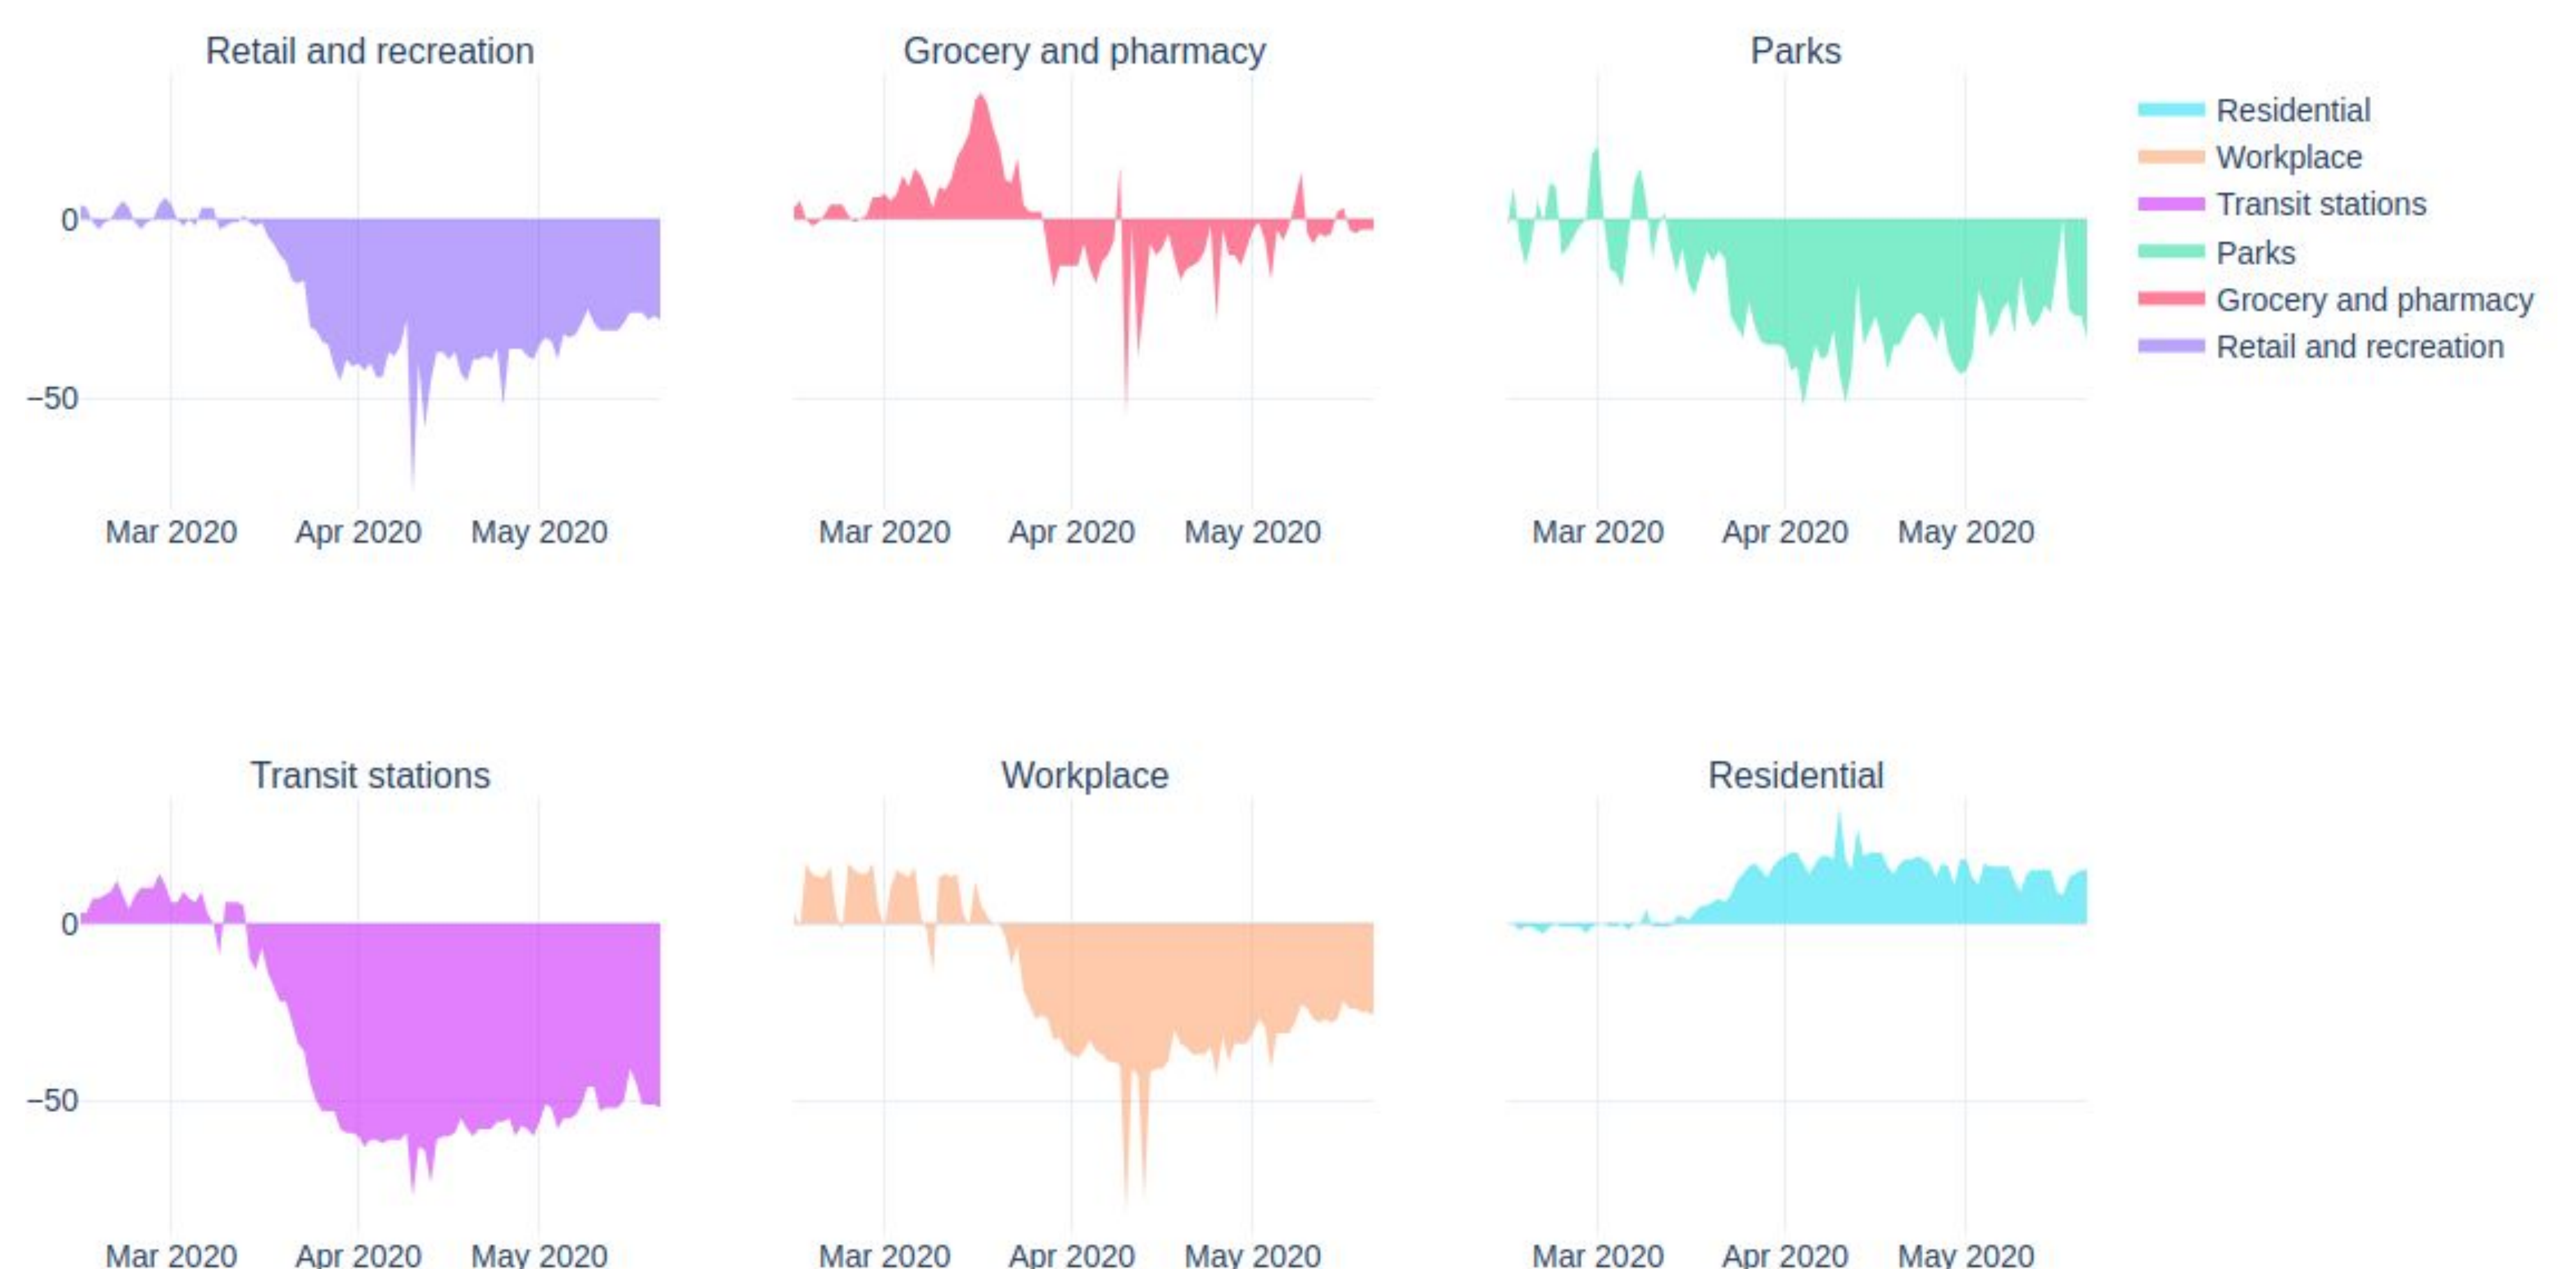 Retail and recreation
Grocery and pharmacy
Parks
Residential
Workplace
Transit stations
Parks
Grocery and pharmacy
Retail and recreation
0
−50
Mar 2020 Apr 2020 May 2020
Mar 2020 Apr 2020 May 2020
Mar 2020 Apr 2020 May 2020
Transit stations
Workplace
Residential
0
−50
Mar 2020 Apr 2020 May 2020
Mar 2020 Apr 2020 May 2020
Mar 2020 Apr 2020 May 2020